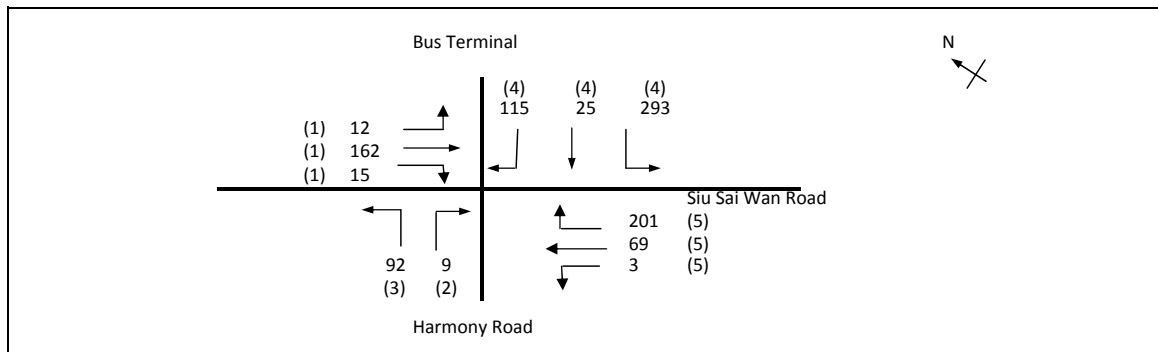 Bus Terminal
N
(4) (4) (4)
115 25 293
(1) 12
(1) 162
(1) 15
Siu Sai Wan Road
201 (5)
69 (5)
3 (5)
92 9
(3) (2)
Harmony Road